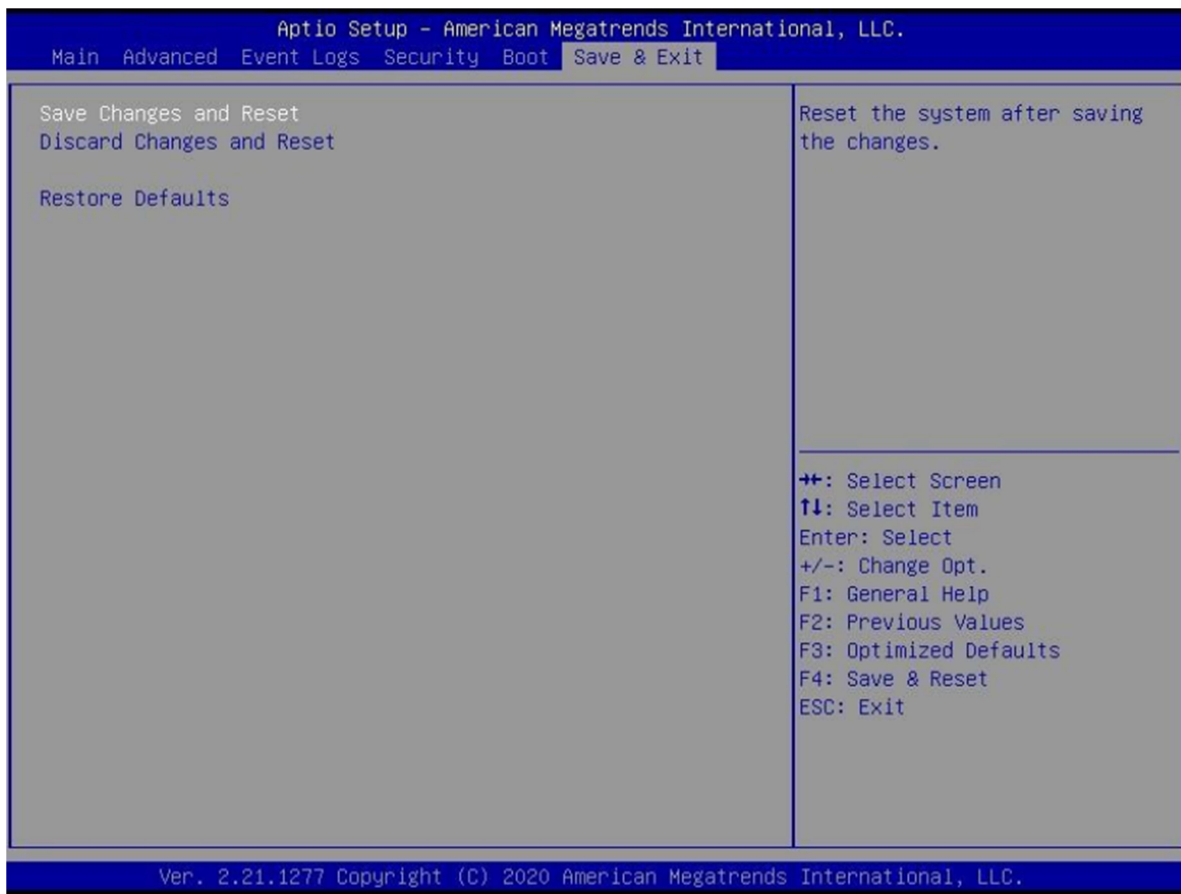 Aptio Setup – American Megatrends International, LLC.
Main Advanced Event Logs Security Boot Save & Exit
Save Changes and Reset
Discard Changes and Reset
Restore Defaults
Reset the system after saving
the changes.
→←: Select Screen
↑↓: Select Item
Enter: Select
+/-: Change Opt.
F1: General Help
F2: Previous Values
F3: Optimized Defaults
F4: Save & Reset
ESC: Exit
Ver. 2.21.1277 Copyright (C) 2020 American Megatrends International, LLC.